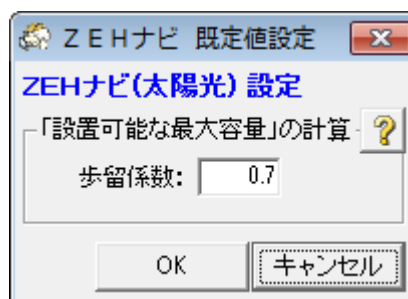 ＺＥＨナビ 既定値設定
ZEHナビ(太陽光) 設定
「設置可能な最大容量」の計算
歩留係数: 0.7
OK キャンセル